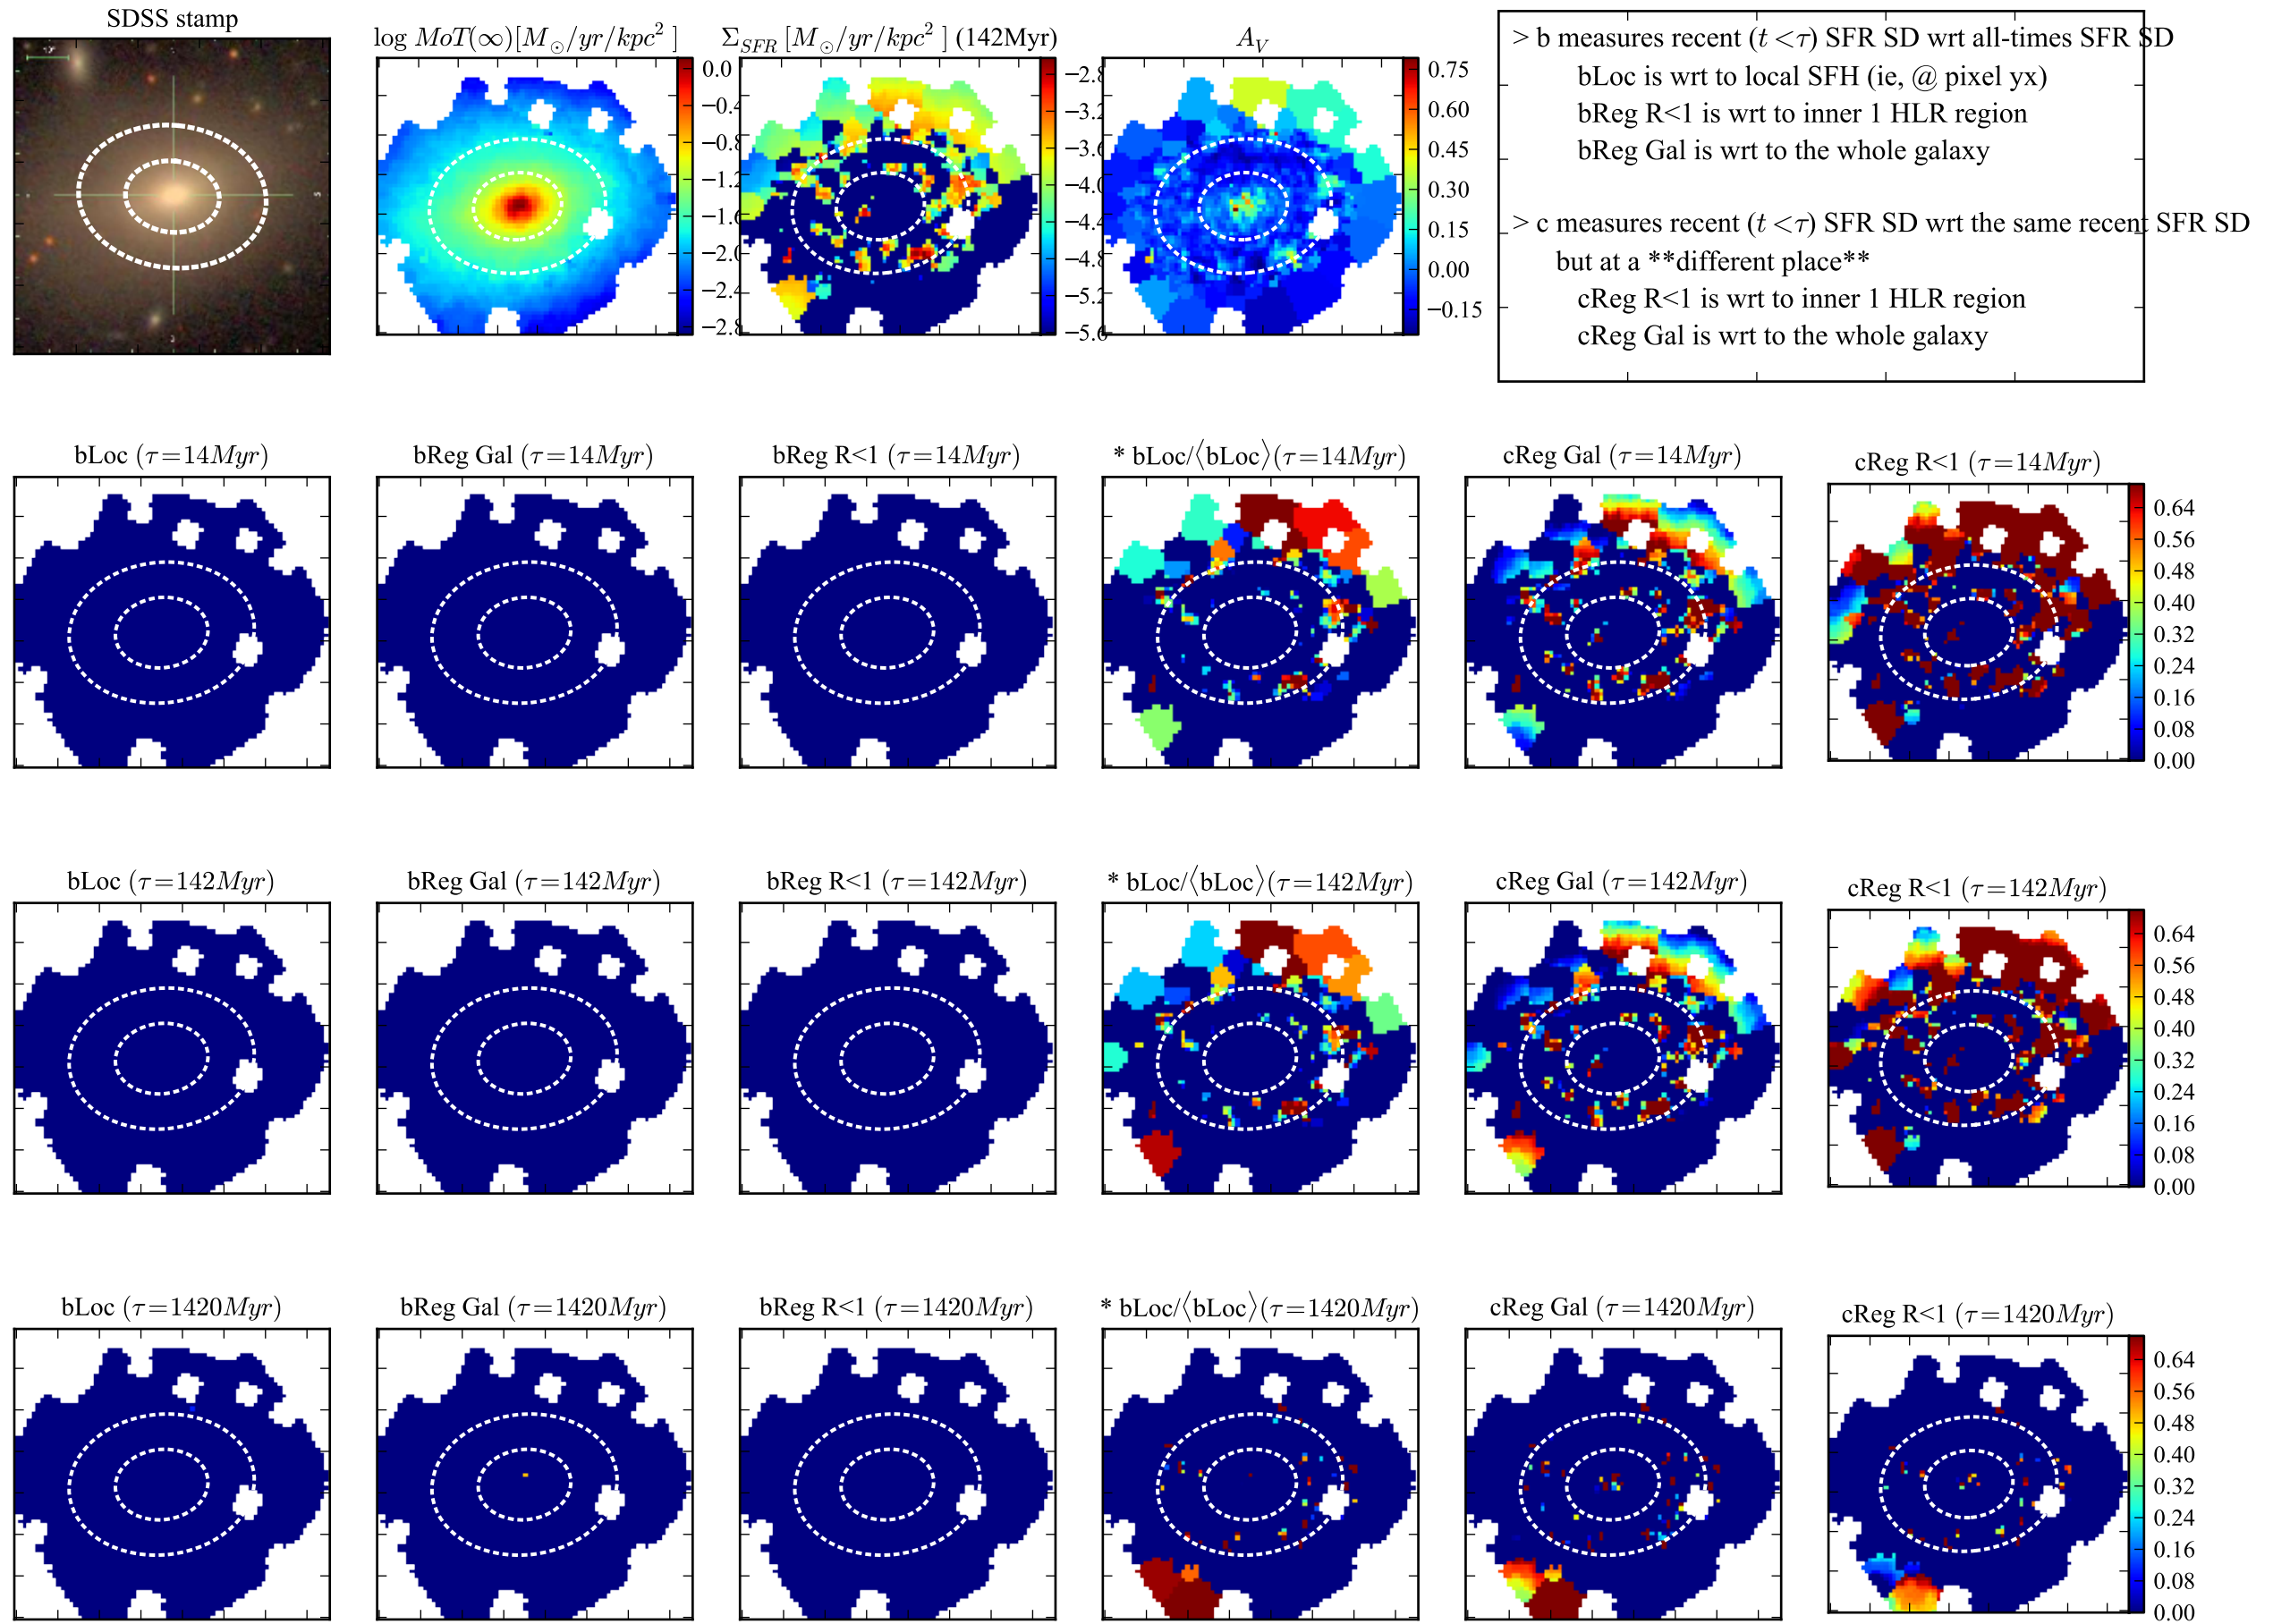 SDSS stamp
log MoT(∞)[M⊙/yr/kpc² ]
Σ_SFR [M⊙/yr/kpc² ] (142Myr)
A_V
0.0
−0.4
−0.8
−1.2
−1.6
−2.0
−2.4
−2.8
−2.8
−3.2
−3.6
−4.0
−4.4
−4.8
−5.2
−5.6
0.75
0.60
0.45
0.30
0.15
0.00
−0.15
> b measures recent (t <τ) SFR SD wrt all-times SFR SD
bLoc is wrt to local SFH (ie, @ pixel yx)
bReg R<1 is wrt to inner 1 HLR region
bReg Gal is wrt to the whole galaxy
> c measures recent (t <τ) SFR SD wrt the same recent SFR SD
but at a **different place**
cReg R<1 is wrt to inner 1 HLR region
cReg Gal is wrt to the whole galaxy
bLoc (τ=14Myr)
bReg Gal (τ=14Myr)
bReg R<1 (τ=14Myr)
* bLoc/⟨bLoc⟩(τ=14Myr)
cReg Gal (τ=14Myr)
cReg R<1 (τ=14Myr)
0.64
0.56
0.48
0.40
0.32
0.24
0.16
0.08
0.00
bLoc (τ=142Myr)
bReg Gal (τ=142Myr)
bReg R<1 (τ=142Myr)
* bLoc/⟨bLoc⟩(τ=142Myr)
cReg Gal (τ=142Myr)
cReg R<1 (τ=142Myr)
0.64
0.56
0.48
0.40
0.32
0.24
0.16
0.08
0.00
bLoc (τ=1420Myr)
bReg Gal (τ=1420Myr)
bReg R<1 (τ=1420Myr)
* bLoc/⟨bLoc⟩(τ=1420Myr)
cReg Gal (τ=1420Myr)
cReg R<1 (τ=1420Myr)
0.64
0.56
0.48
0.40
0.32
0.24
0.16
0.08
0.00